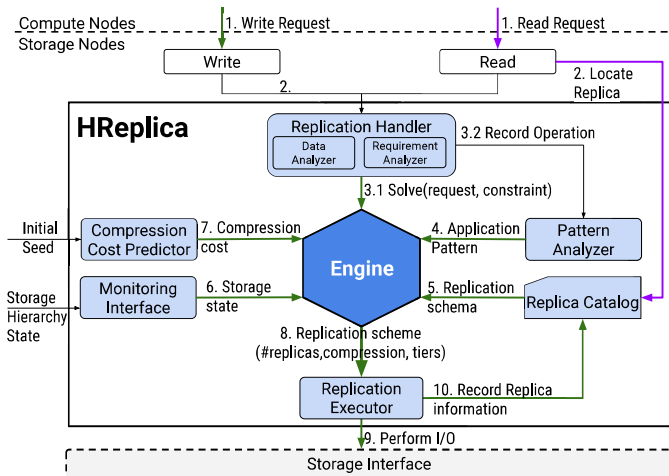 Compute Nodes
1. Write Request
1. Read Request
Storage Nodes
Write
Read
2.
2. Locate
Replica
HReplica
Replication Handler
Data
Analyzer
Requirement
Analyzer
3.2 Record Operation
3.1 Solve(request, constraint)
Initial
Seed
Compression
Cost Predictor
7. Compression
cost
Engine
4. Application
Pattern
Pattern
Analyzer
Storage
Hierarchy
State
Monitoring
Interface
6. Storage
state
5. Replication
schema
Replica Catalog
8. Replication scheme
(#replicas,compression, tiers)
Replication
Executor
10. Record Replica
information
9. Perform I/O
Storage Interface